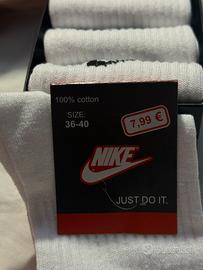 100% cotton
SIZE:
36-40
7,99 €
NIKE
JUST DO IT.